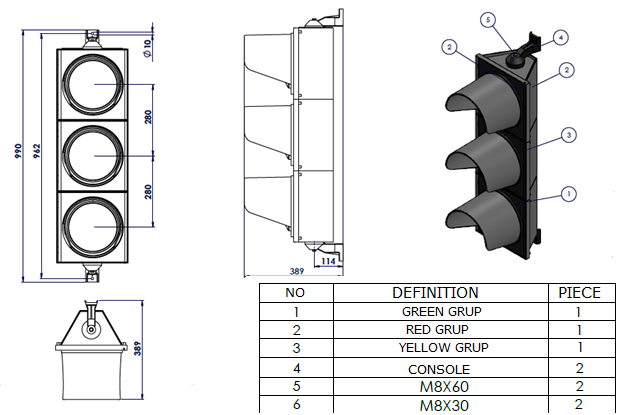 Ø10
990
962
280
280
389
114
389
5
4
2
2
3
1
NO DEFINITION PIECE
1 GREEN GRUP 1
2 RED GRUP 1
3 YELLOW GRUP 1
4 CONSOLE 2
5 M8X60 2
6 M8X30 2